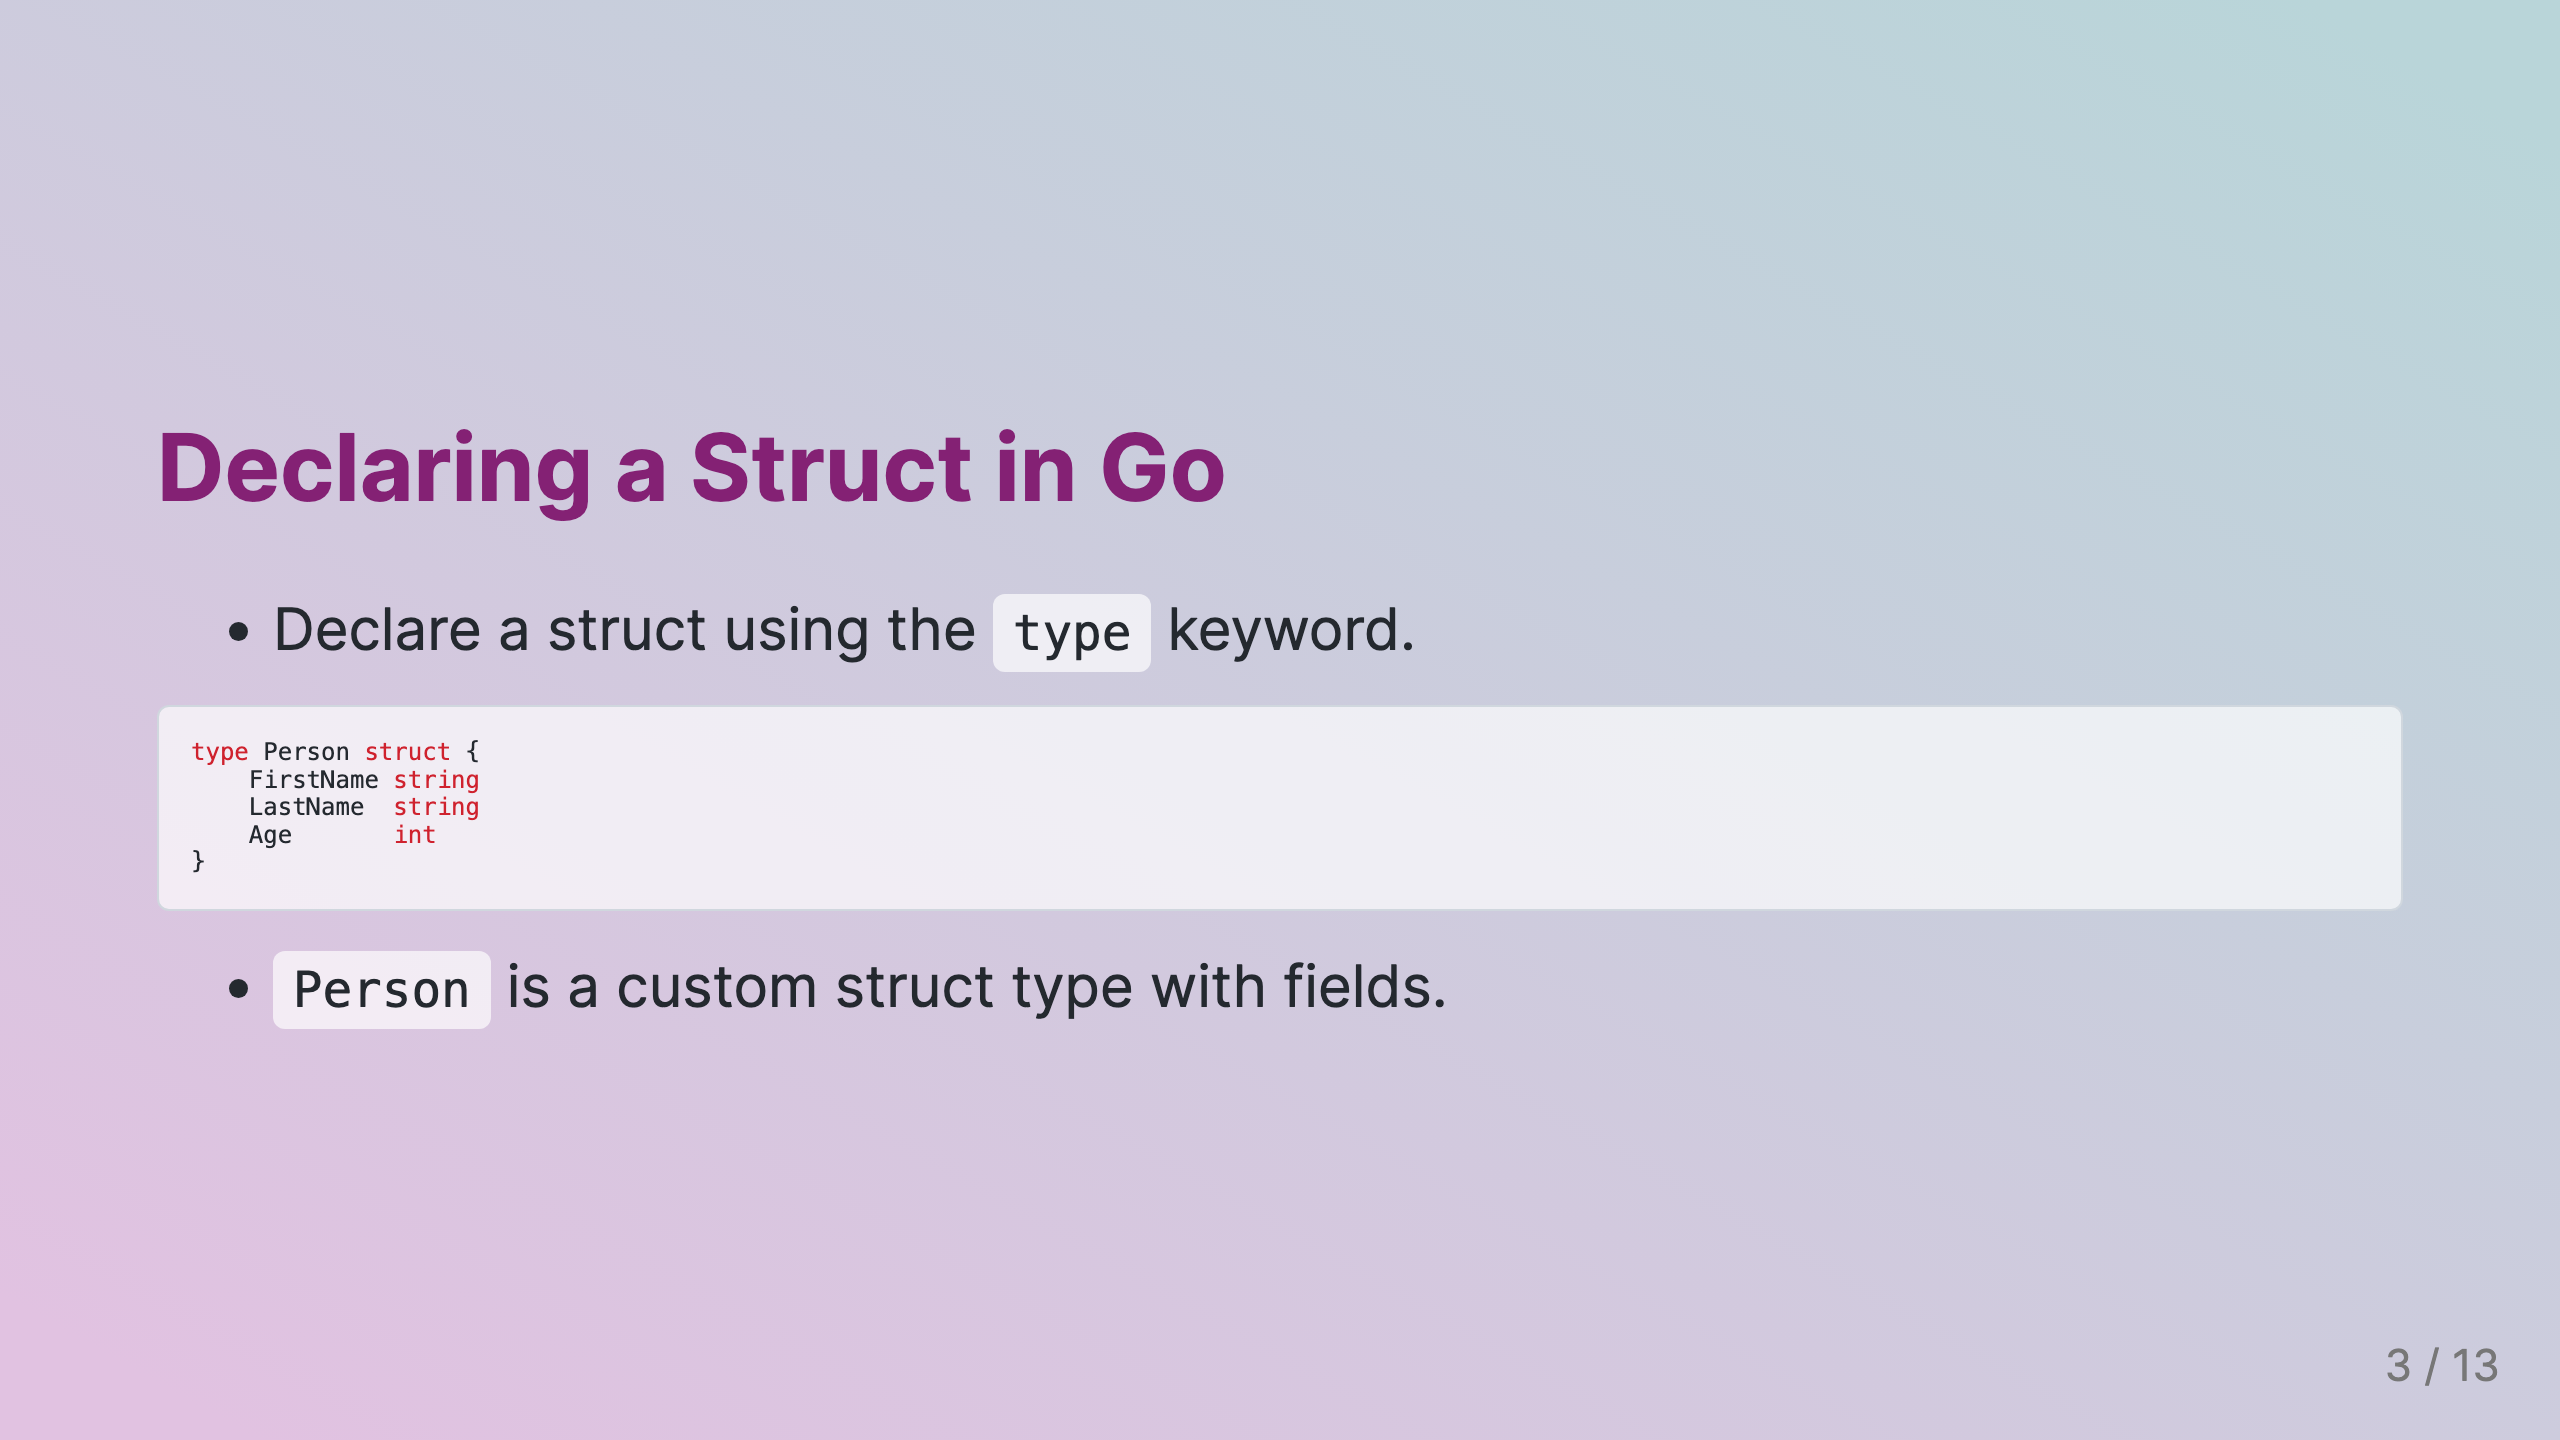 Declaring a Struct in Go
• Declare a struct using the type keyword.
type Person struct {
    FirstName string
    LastName  string
    Age       int
}
• Person is a custom struct type with fields.
3 / 13